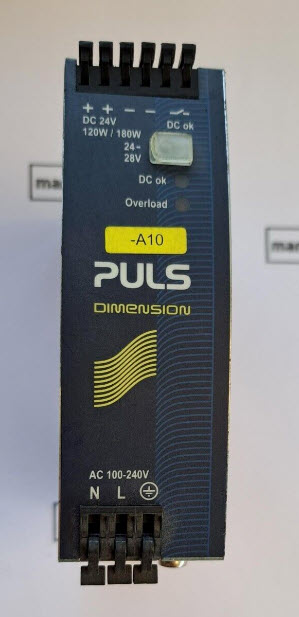 + + − −
DC 24V DC ok
120W / 180W
24-
28V
DC ok
Overload
-A10
PULS
DIMENSION
AC 100-240V
N L